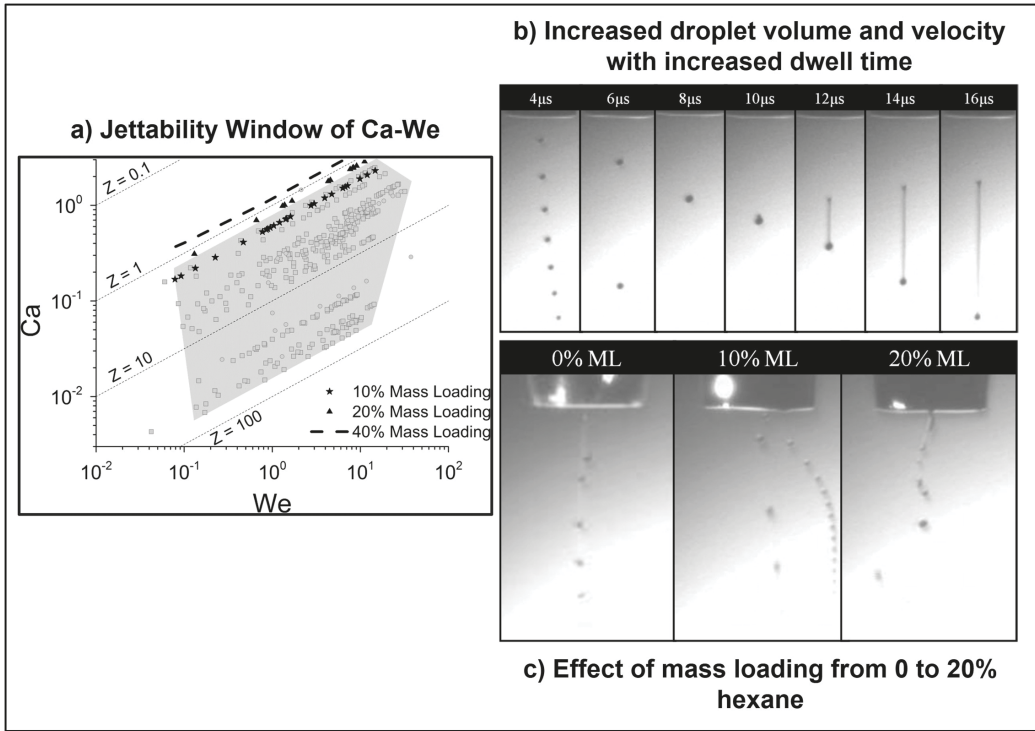 b) Increased droplet volume and velocity
with increased dwell time
4µs 6µs 8µs 10µs 12µs 14µs 16µs
a) Jettability Window of Ca-We
Z = 0.1
Z = 1
Z = 10
Z = 100
10⁰
10⁻¹
10⁻²
Ca
10% Mass Loading
20% Mass Loading
40% Mass Loading
10⁻² 10⁻¹ 10⁰ 10¹ 10²
We
0% ML 10% ML 20% ML
c) Effect of mass loading from 0 to 20%
hexane